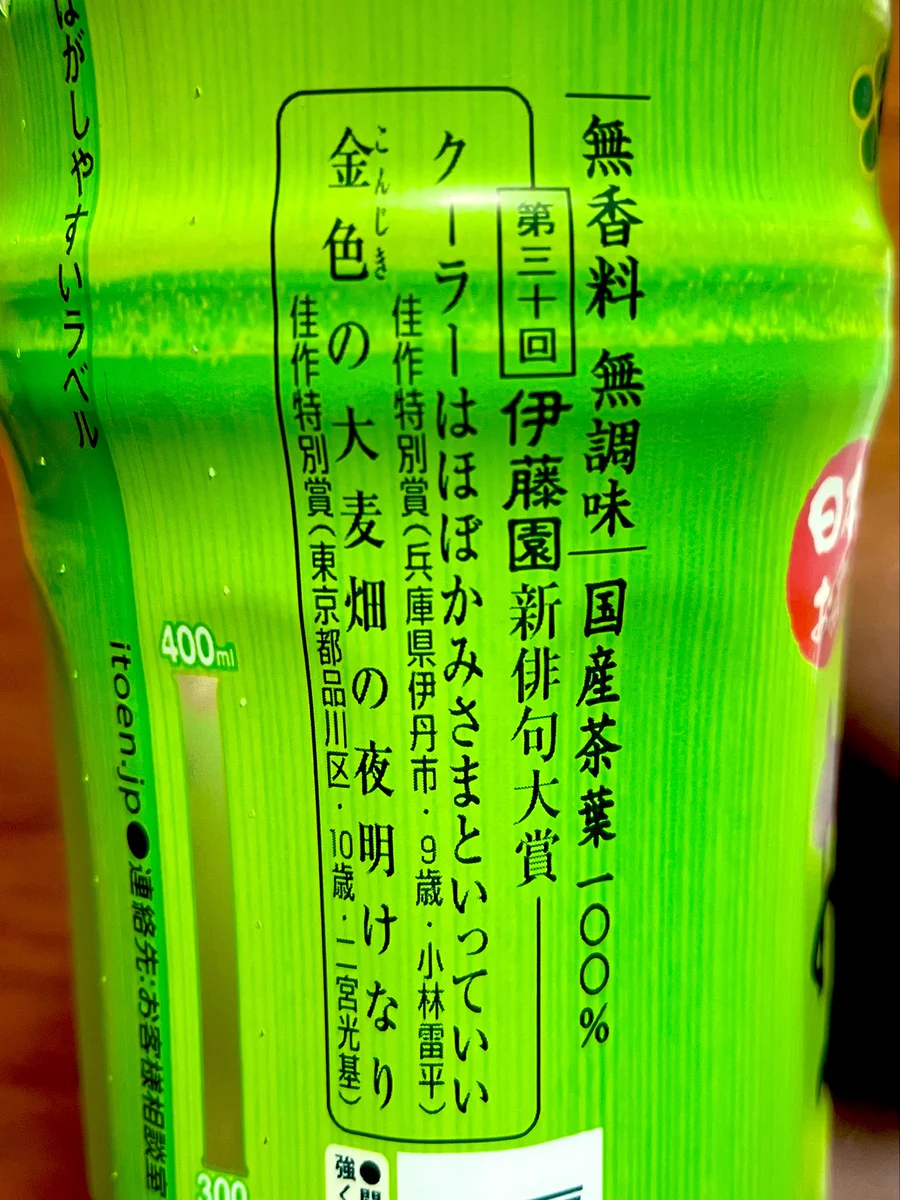 無香料 無調味 国産茶葉一〇〇%
第三十回 伊藤園新俳句大賞
クーラーはほぼかみさまといっていい
佳作特別賞(兵庫県伊丹市・9歳・小林雷平)
金色の大麦畑の夜明けなり
こんじき
佳作特別賞(東京都品川区・10歳・二宮光基)
400ml
300
はがしやすいラベル
itoen.jp●連絡先:お客様相談室
強く